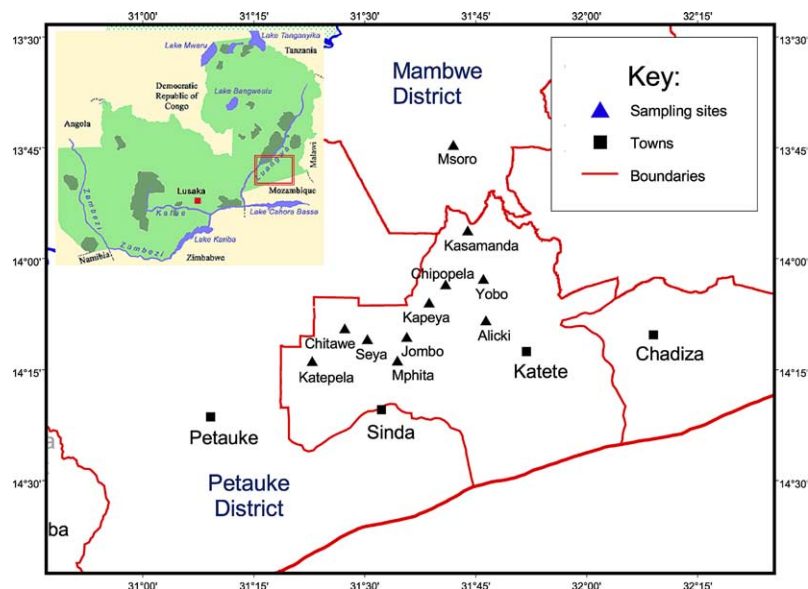 31°00'
31°15'
31°30'
31°45'
32°00'
32°15'
13°30'
13°45'
14°00'
14°15'
14°30'
Lake Mweru
Lake Tanganyika
Tanzania
Democratic
Republic of
Congo
Lake Bangweulu
Angola
Malawi
Luangwa
Lusaka
Mozambique
Zambezi
Kafue
Lake Cahora Bassa
Lake Kariba
Zambezi
Namibia
Zimbabwe
Mambwe
District
Key:
Sampling sites
Towns
Boundaries
Msoro
Kasamanda
Chipopela
Yobo
Kapeya
Alicki
Chitawe
Seya
Jombo
Katepela
Mphita
Katete
Chadiza
Petauke
Sinda
Petauke
District
a
ba
13°30'
13°45'
14°00'
14°15'
14°30'
31°00'
31°15'
31°30'
31°45'
32°00'
32°15'